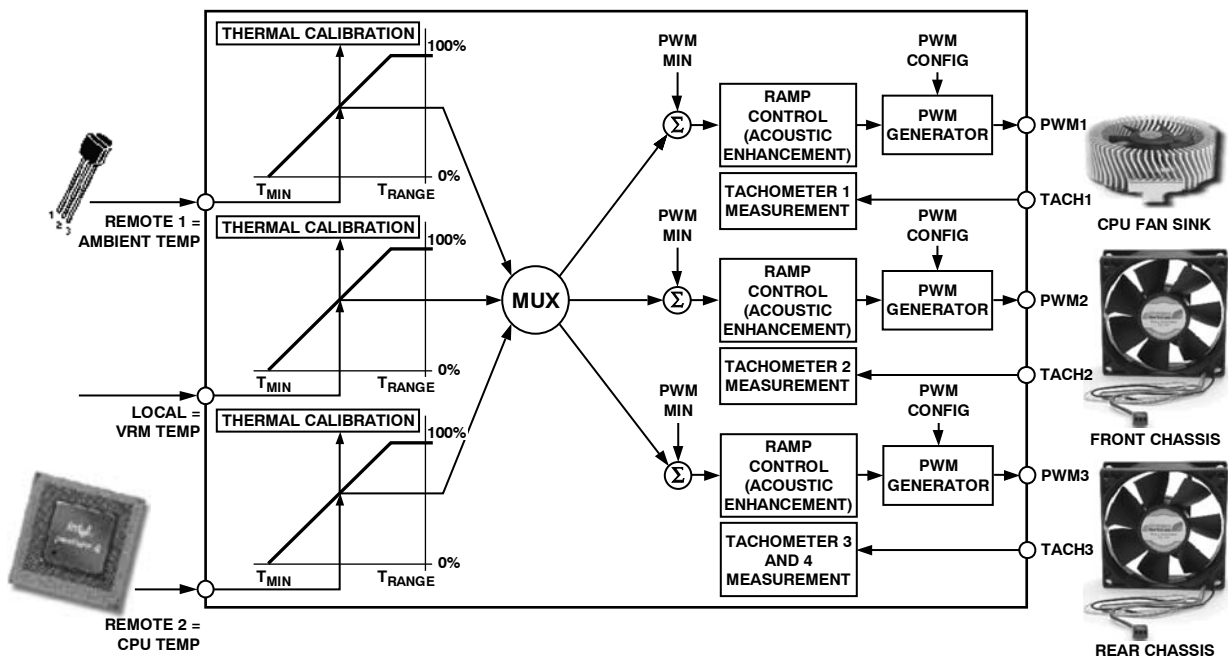 THERMAL CALIBRATION
100%
0%
T_MIN
T_RANGE
REMOTE 1 =
AMBIENT TEMP
1
2
3
THERMAL CALIBRATION
100%
0%
T_MIN
T_RANGE
LOCAL =
VRM TEMP
THERMAL CALIBRATION
100%
0%
T_MIN
T_RANGE
REMOTE 2 =
CPU TEMP
MUX
PWM
MIN
Σ
RAMP
CONTROL
(ACOUSTIC
ENHANCEMENT)
PWM
CONFIG
PWM
GENERATOR
PWM1
TACHOMETER 1
MEASUREMENT
TACH1
CPU FAN SINK
PWM
MIN
Σ
RAMP
CONTROL
(ACOUSTIC
ENHANCEMENT)
PWM
CONFIG
PWM
GENERATOR
PWM2
TACHOMETER 2
MEASUREMENT
TACH2
FRONT CHASSIS
PWM
MIN
Σ
RAMP
CONTROL
(ACOUSTIC
ENHANCEMENT)
PWM
CONFIG
PWM
GENERATOR
PWM3
TACHOMETER 3
AND 4
MEASUREMENT
TACH3
REAR CHASSIS